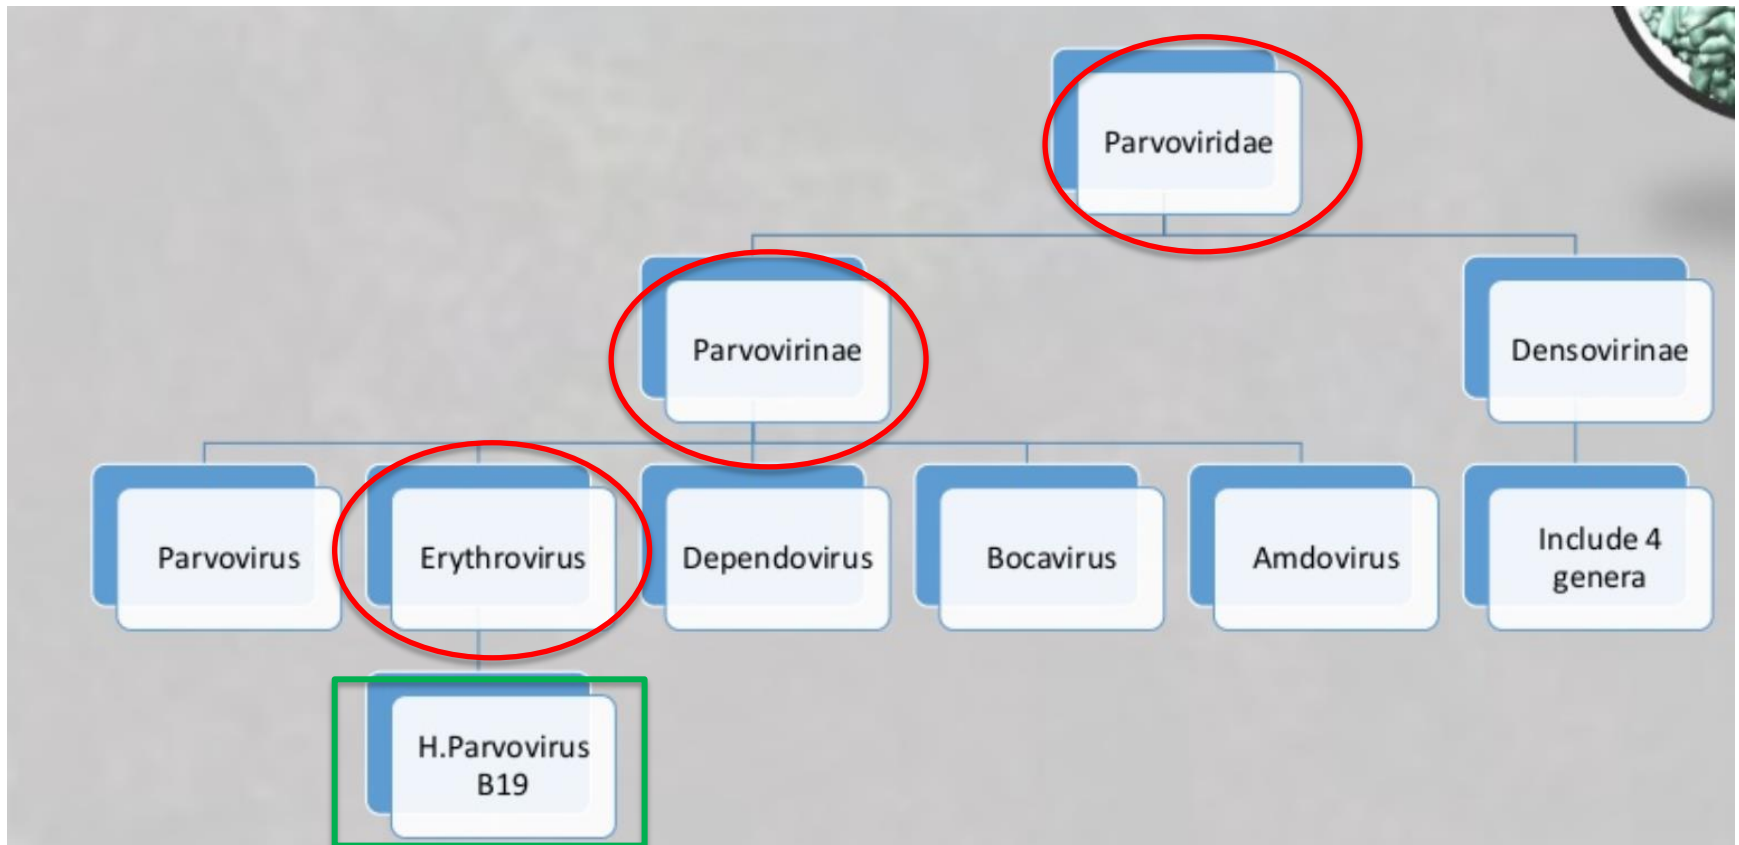 Parvoviridae
Parvovirinae
Densovirinae
Parvovirus
Erythrovirus
Dependovirus
Bocavirus
Amdovirus
Include 4
genera
H.Parvovirus
B19